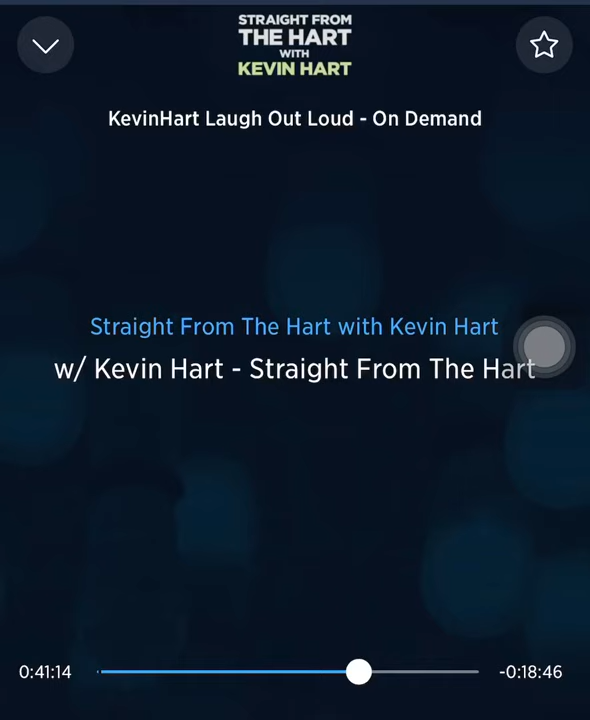 STRAIGHT FROM
THE HART
WITH
KEVIN HART
KevinHart Laugh Out Loud - On Demand
Straight From The Hart with Kevin Hart
w/ Kevin Hart - Straight From The Hart
0:41:14
-0:18:46